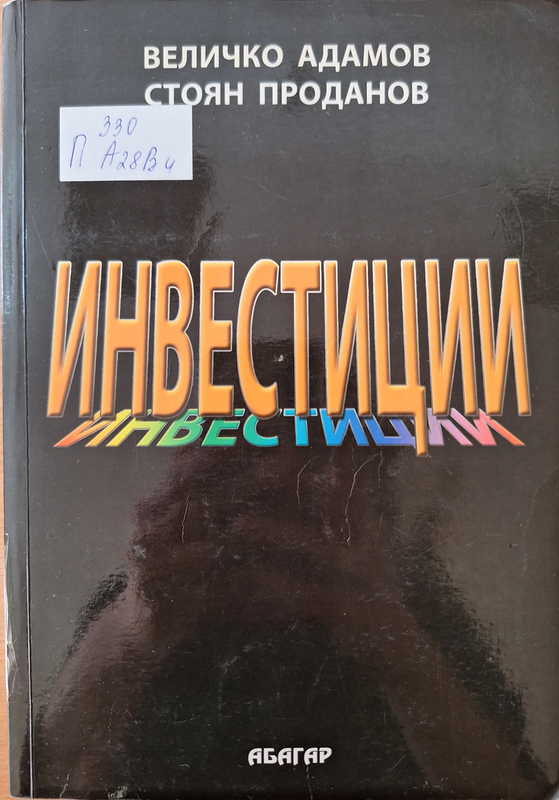 ВЕЛИЧКО АДАМОВ
СТОЯН ПРОДАНОВ
330
П А28Вч
ИНВЕСТИЦИИ
ИНВЕСТИЦИИ
АБАГАР